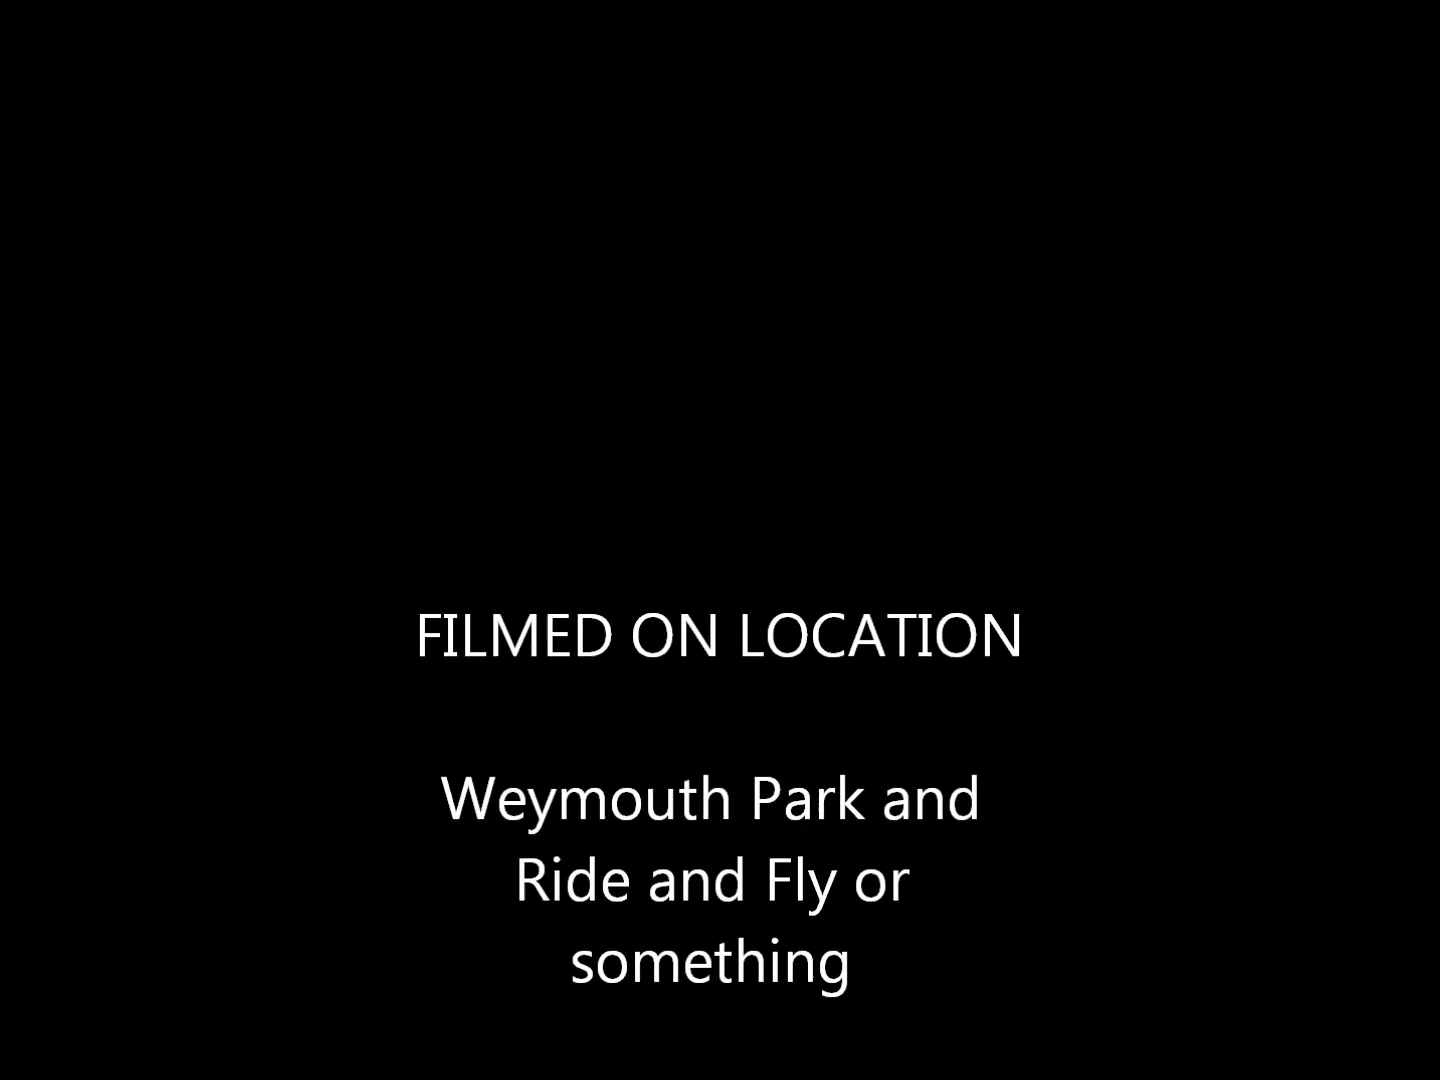 FILMED ON LOCATION
Weymouth Park and
Ride and Fly or
something